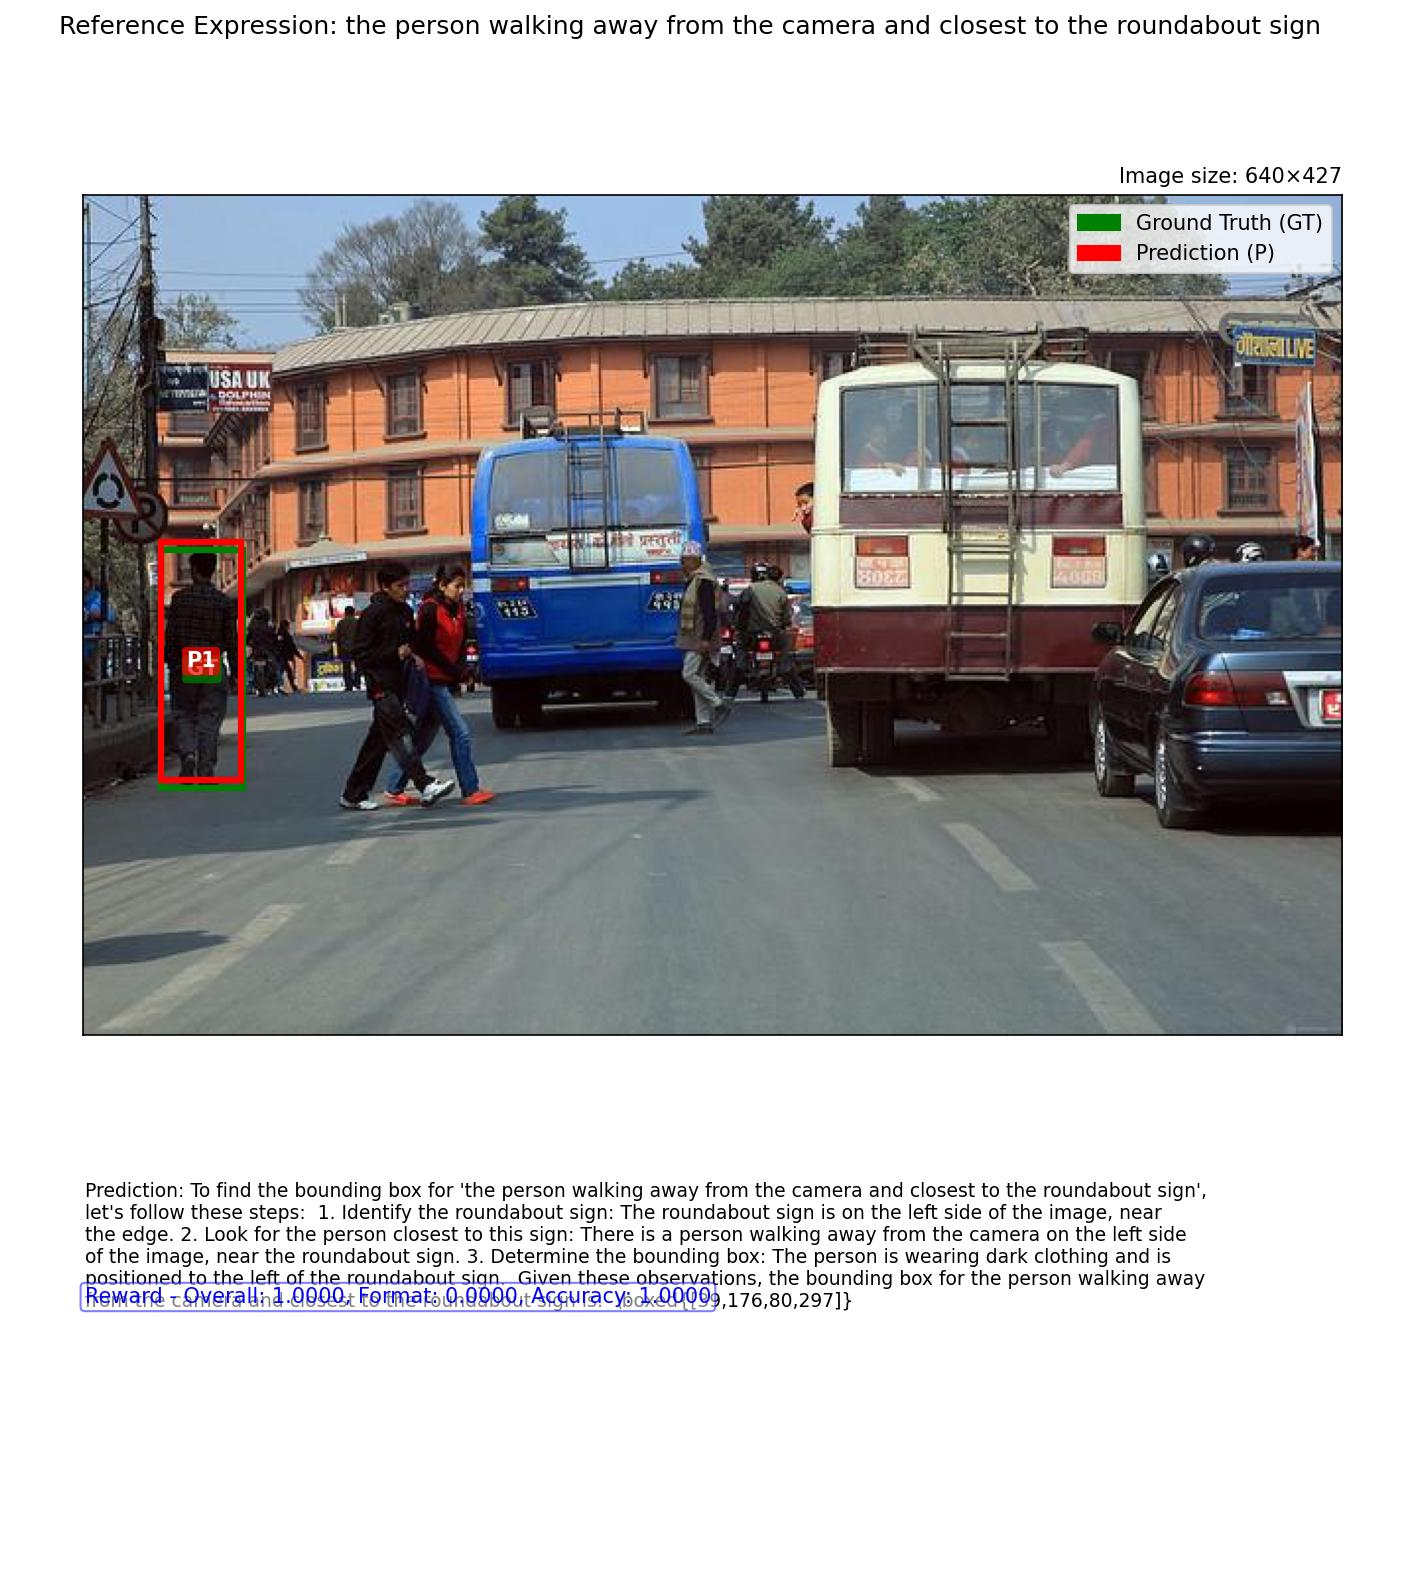 Reference Expression: the person walking away from the camera and closest to the roundabout sign
Image size: 640×427
Ground Truth (GT)
Prediction (P)
USA UK
DOLPHIN
गौशाला LIVE
P1
GT
Prediction: To find the bounding box for 'the person walking away from the camera and closest to the roundabout sign',
let's follow these steps:  1. Identify the roundabout sign: The roundabout sign is on the left side of the image, near
the edge. 2. Look for the person closest to this sign: There is a person walking away from the camera on the left side
of the image, near the roundabout sign. 3. Determine the bounding box: The person is wearing dark clothing and is
positioned to the left of the roundabout sign.  Given these observations, the bounding box for the person walking away
from the camera and closest to the roundabout sign is: \boxed{[39,176,80,297]}
Reward - Overall: 1.0000, Format: 0.0000, Accuracy: 1.0000